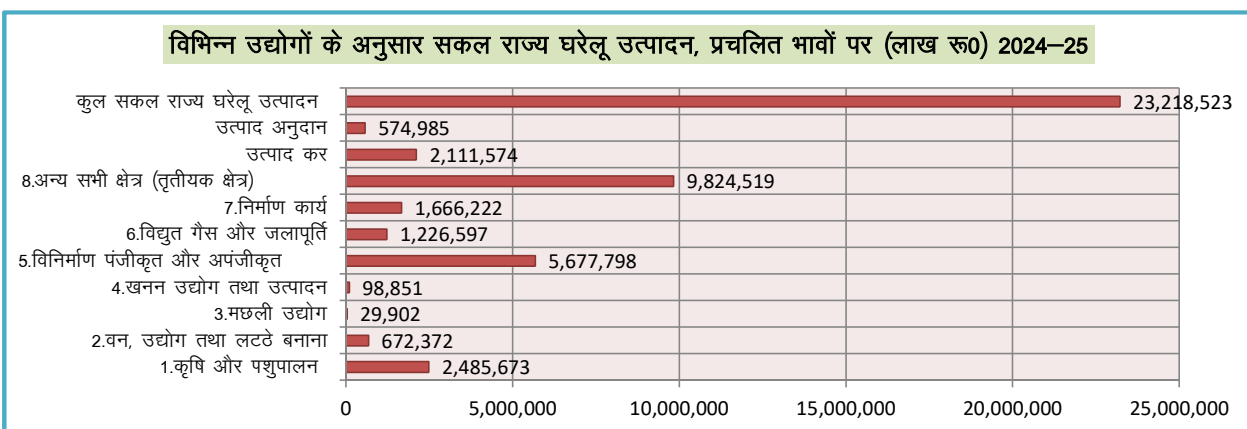 विभिन्न उद्योगों के अनुसार सकल राज्य घरेलू उत्पादन, प्रचलित भावों पर (लाख रू0) 2024–25
कुल सकल राज्य घरेलू उत्पादन 23,218,523
उत्पाद अनुदान 574,985
उत्पाद कर 2,111,574
8.अन्य सभी क्षेत्र (तृतीयक क्षेत्र) 9,824,519
7.निर्माण कार्य 1,666,222
6.विद्युत गैस और जलापूर्ति 1,226,597
5.विनिर्माण पंजीकृत और अपंजीकृत 5,677,798
4.खनन उद्योग तथा उत्पादन 98,851
3.मछली उद्योग 29,902
2.वन, उद्योग तथा लटठे बनाना 672,372
1.कृषि और पशुपालन 2,485,673
0 5,000,000 10,000,000 15,000,000 20,000,000 25,000,000